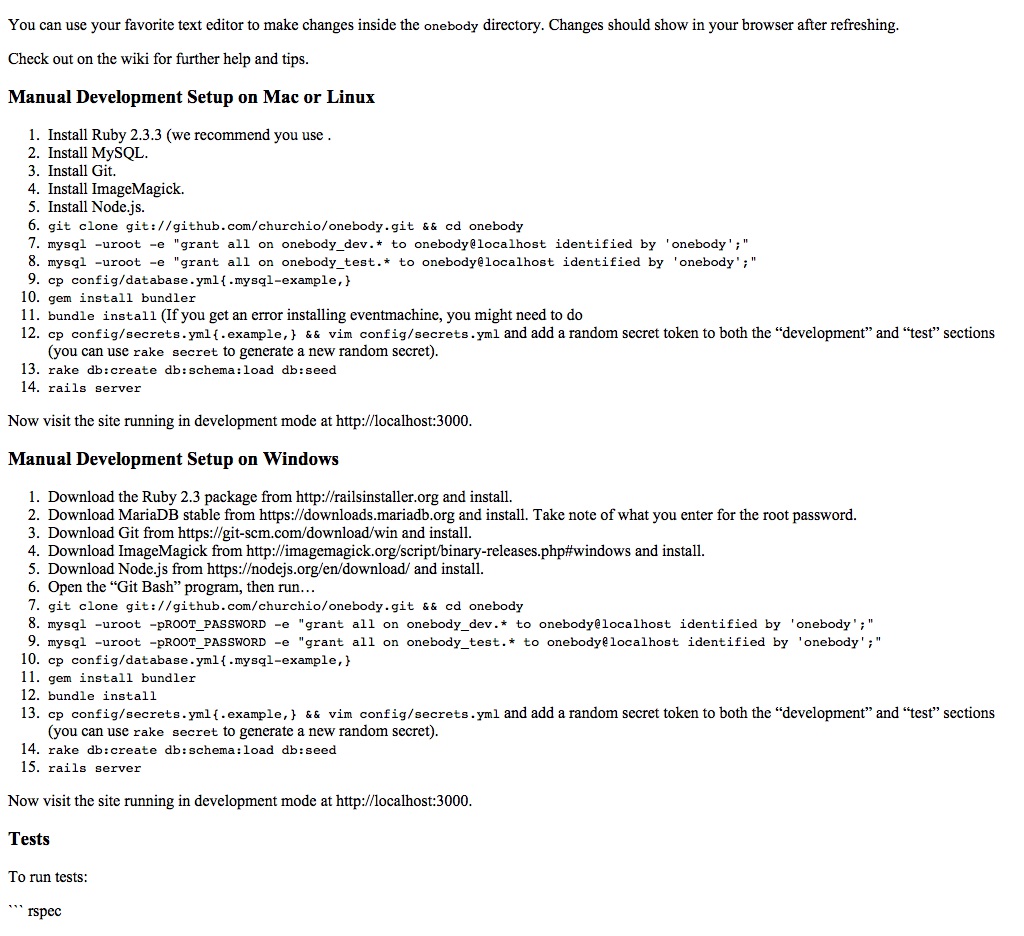 You can use your favorite text editor to make changes inside the onebody directory. Changes should show in your browser after refreshing.
Check out on the wiki for further help and tips.
Manual Development Setup on Mac or Linux
1. Install Ruby 2.3.3 (we recommend you use .
2. Install MySQL.
3. Install Git.
4. Install ImageMagick.
5. Install Node.js.
6. git clone git://github.com/churchio/onebody.git && cd onebody
7. mysql -uroot -e "grant all on onebody_dev.* to onebody@localhost identified by 'onebody';"
8. mysql -uroot -e "grant all on onebody_test.* to onebody@localhost identified by 'onebody';"
9. cp config/database.yml{.mysql-example,}
10. gem install bundler
11. bundle install (If you get an error installing eventmachine, you might need to do
12. cp config/secrets.yml{.example,} && vim config/secrets.yml and add a random secret token to both the “development” and “test” sections
(you can use rake secret to generate a new random secret).
13. rake db:create db:schema:load db:seed
14. rails server
Now visit the site running in development mode at http://localhost:3000.
Manual Development Setup on Windows
1. Download the Ruby 2.3 package from http://railsinstaller.org and install.
2. Download MariaDB stable from https://downloads.mariadb.org and install. Take note of what you enter for the root password.
3. Download Git from https://git-scm.com/download/win and install.
4. Download ImageMagick from http://imagemagick.org/script/binary-releases.php#windows and install.
5. Download Node.js from https://nodejs.org/en/download/ and install.
6. Open the “Git Bash” program, then run…
7. git clone git://github.com/churchio/onebody.git && cd onebody
8. mysql -uroot -pROOT_PASSWORD -e "grant all on onebody_dev.* to onebody@localhost identified by 'onebody';"
9. mysql -uroot -pROOT_PASSWORD -e "grant all on onebody_test.* to onebody@localhost identified by 'onebody';"
10. cp config/database.yml{.mysql-example,}
11. gem install bundler
12. bundle install
13. cp config/secrets.yml{.example,} && vim config/secrets.yml and add a random secret token to both the “development” and “test” sections
(you can use rake secret to generate a new random secret).
14. rake db:create db:schema:load db:seed
15. rails server
Now visit the site running in development mode at http://localhost:3000.
Tests
To run tests:
``` rspec